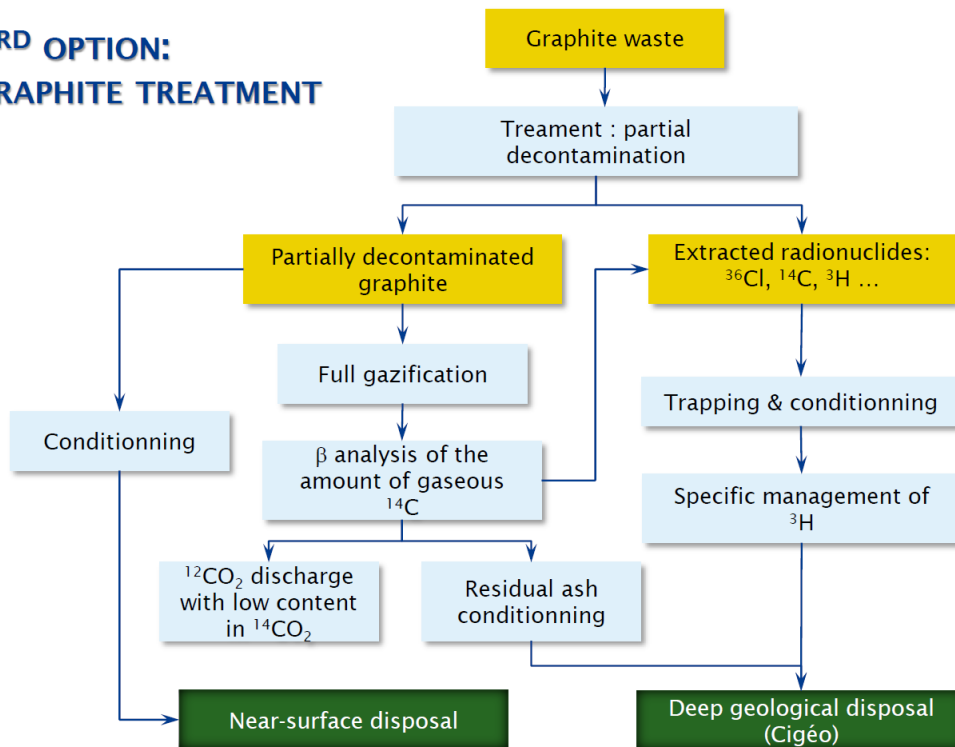 RD OPTION:
RAPHITE TREATMENT
Graphite waste
Treament : partial
decontamination
Partially decontaminated
graphite
Extracted radionuclides:
³⁶Cl, ¹⁴C, ³H ...
Full gazification
Trapping & conditionning
Conditionning
β analysis of the
amount of gaseous
¹⁴C
Specific management of
³H
¹²CO₂ discharge
with low content
in ¹⁴CO₂
Residual ash
conditionning
Near-surface disposal
Deep geological disposal
(Cigéo)